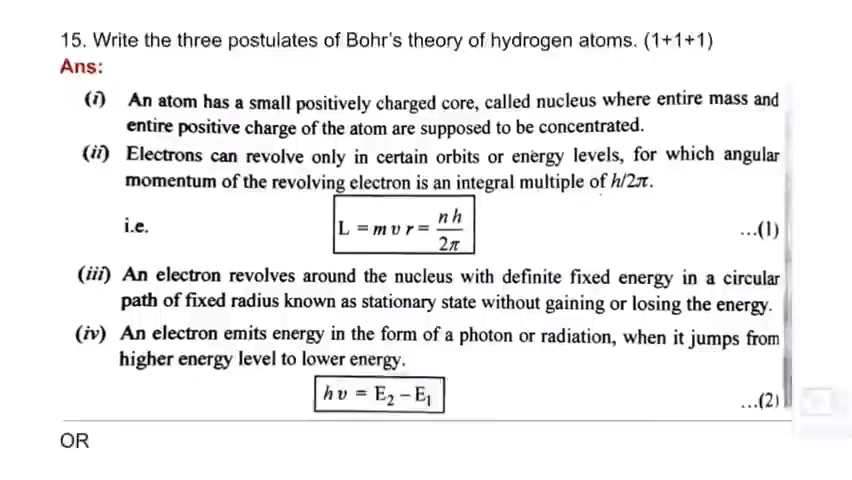 15. Write the three postulates of Bohr's theory of hydrogen atoms. (1+1+1)
Ans:
(i) An atom has a small positively charged core, called nucleus where entire mass and
entire positive charge of the atom are supposed to be concentrated.
(ii) Electrons can revolve only in certain orbits or energy levels, for which angular
momentum of the revolving electron is an integral multiple of h/2π.
i.e. L = m υ r = nh/2π ...(1)
(iii) An electron revolves around the nucleus with definite fixed energy in a circular
path of fixed radius known as stationary state without gaining or losing the energy.
(iv) An electron emits energy in the form of a photon or radiation, when it jumps from
higher energy level to lower energy.
h υ = E₂ – E₁ ...(2)
OR